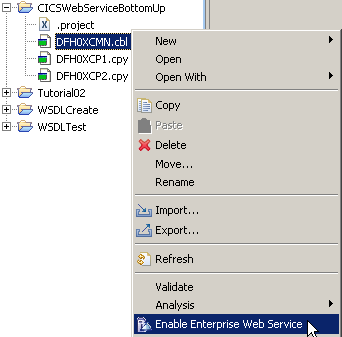 CICSWebServiceBottomUp
.project
DFH0XCMN.cbl
DFH0XCP1.cpy
DFH0XCP2.cpy
Tutorial02
WSDLCreate
WSDLTest
New
Open
Open With
Copy
Paste
Delete
Move...
Rename
Import...
Export...
Refresh
Validate
Analysis
Enable Enterprise Web Service